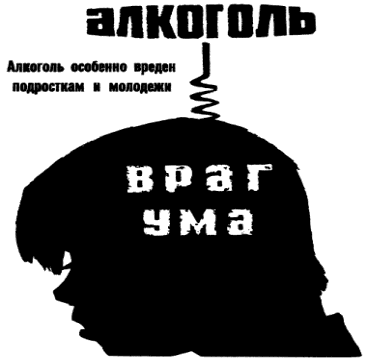 алкоголь
Алкоголь особенно вреден
подросткам и молодежи
враг
ума